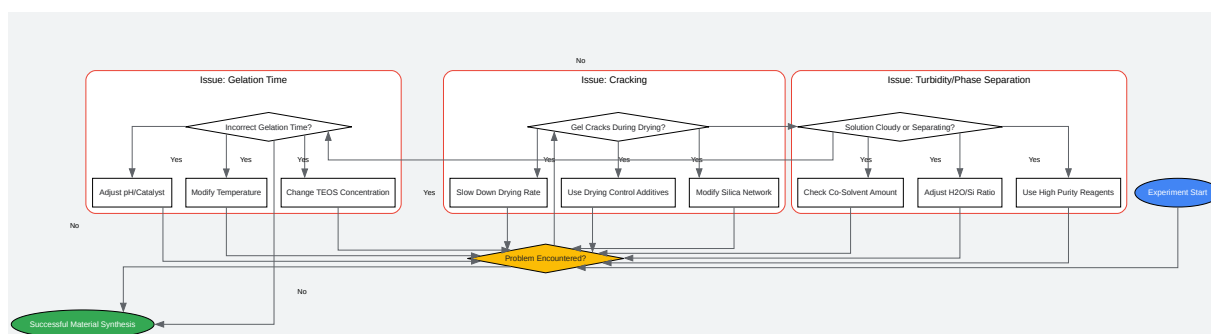 No
Issue: Gelation Time
Issue: Cracking
Issue: Turbidity/Phase Separation
Incorrect Gelation Time?
Gel Cracks During Drying?
Solution Cloudy or Separating?
Yes
Yes
Yes
Yes
Yes
Yes
Yes
Yes
Yes
Adjust pH/Catalyst
Modify Temperature
Change TEOS Concentration
Yes
Slow Down Drying Rate
Use Drying Control Additives
Modify Silica Network
Check Co-Solvent Amount
Adjust H2O/Si Ratio
Use High Purity Reagents
Experiment Start
No
Problem Encountered?
No
Successful Material Synthesis